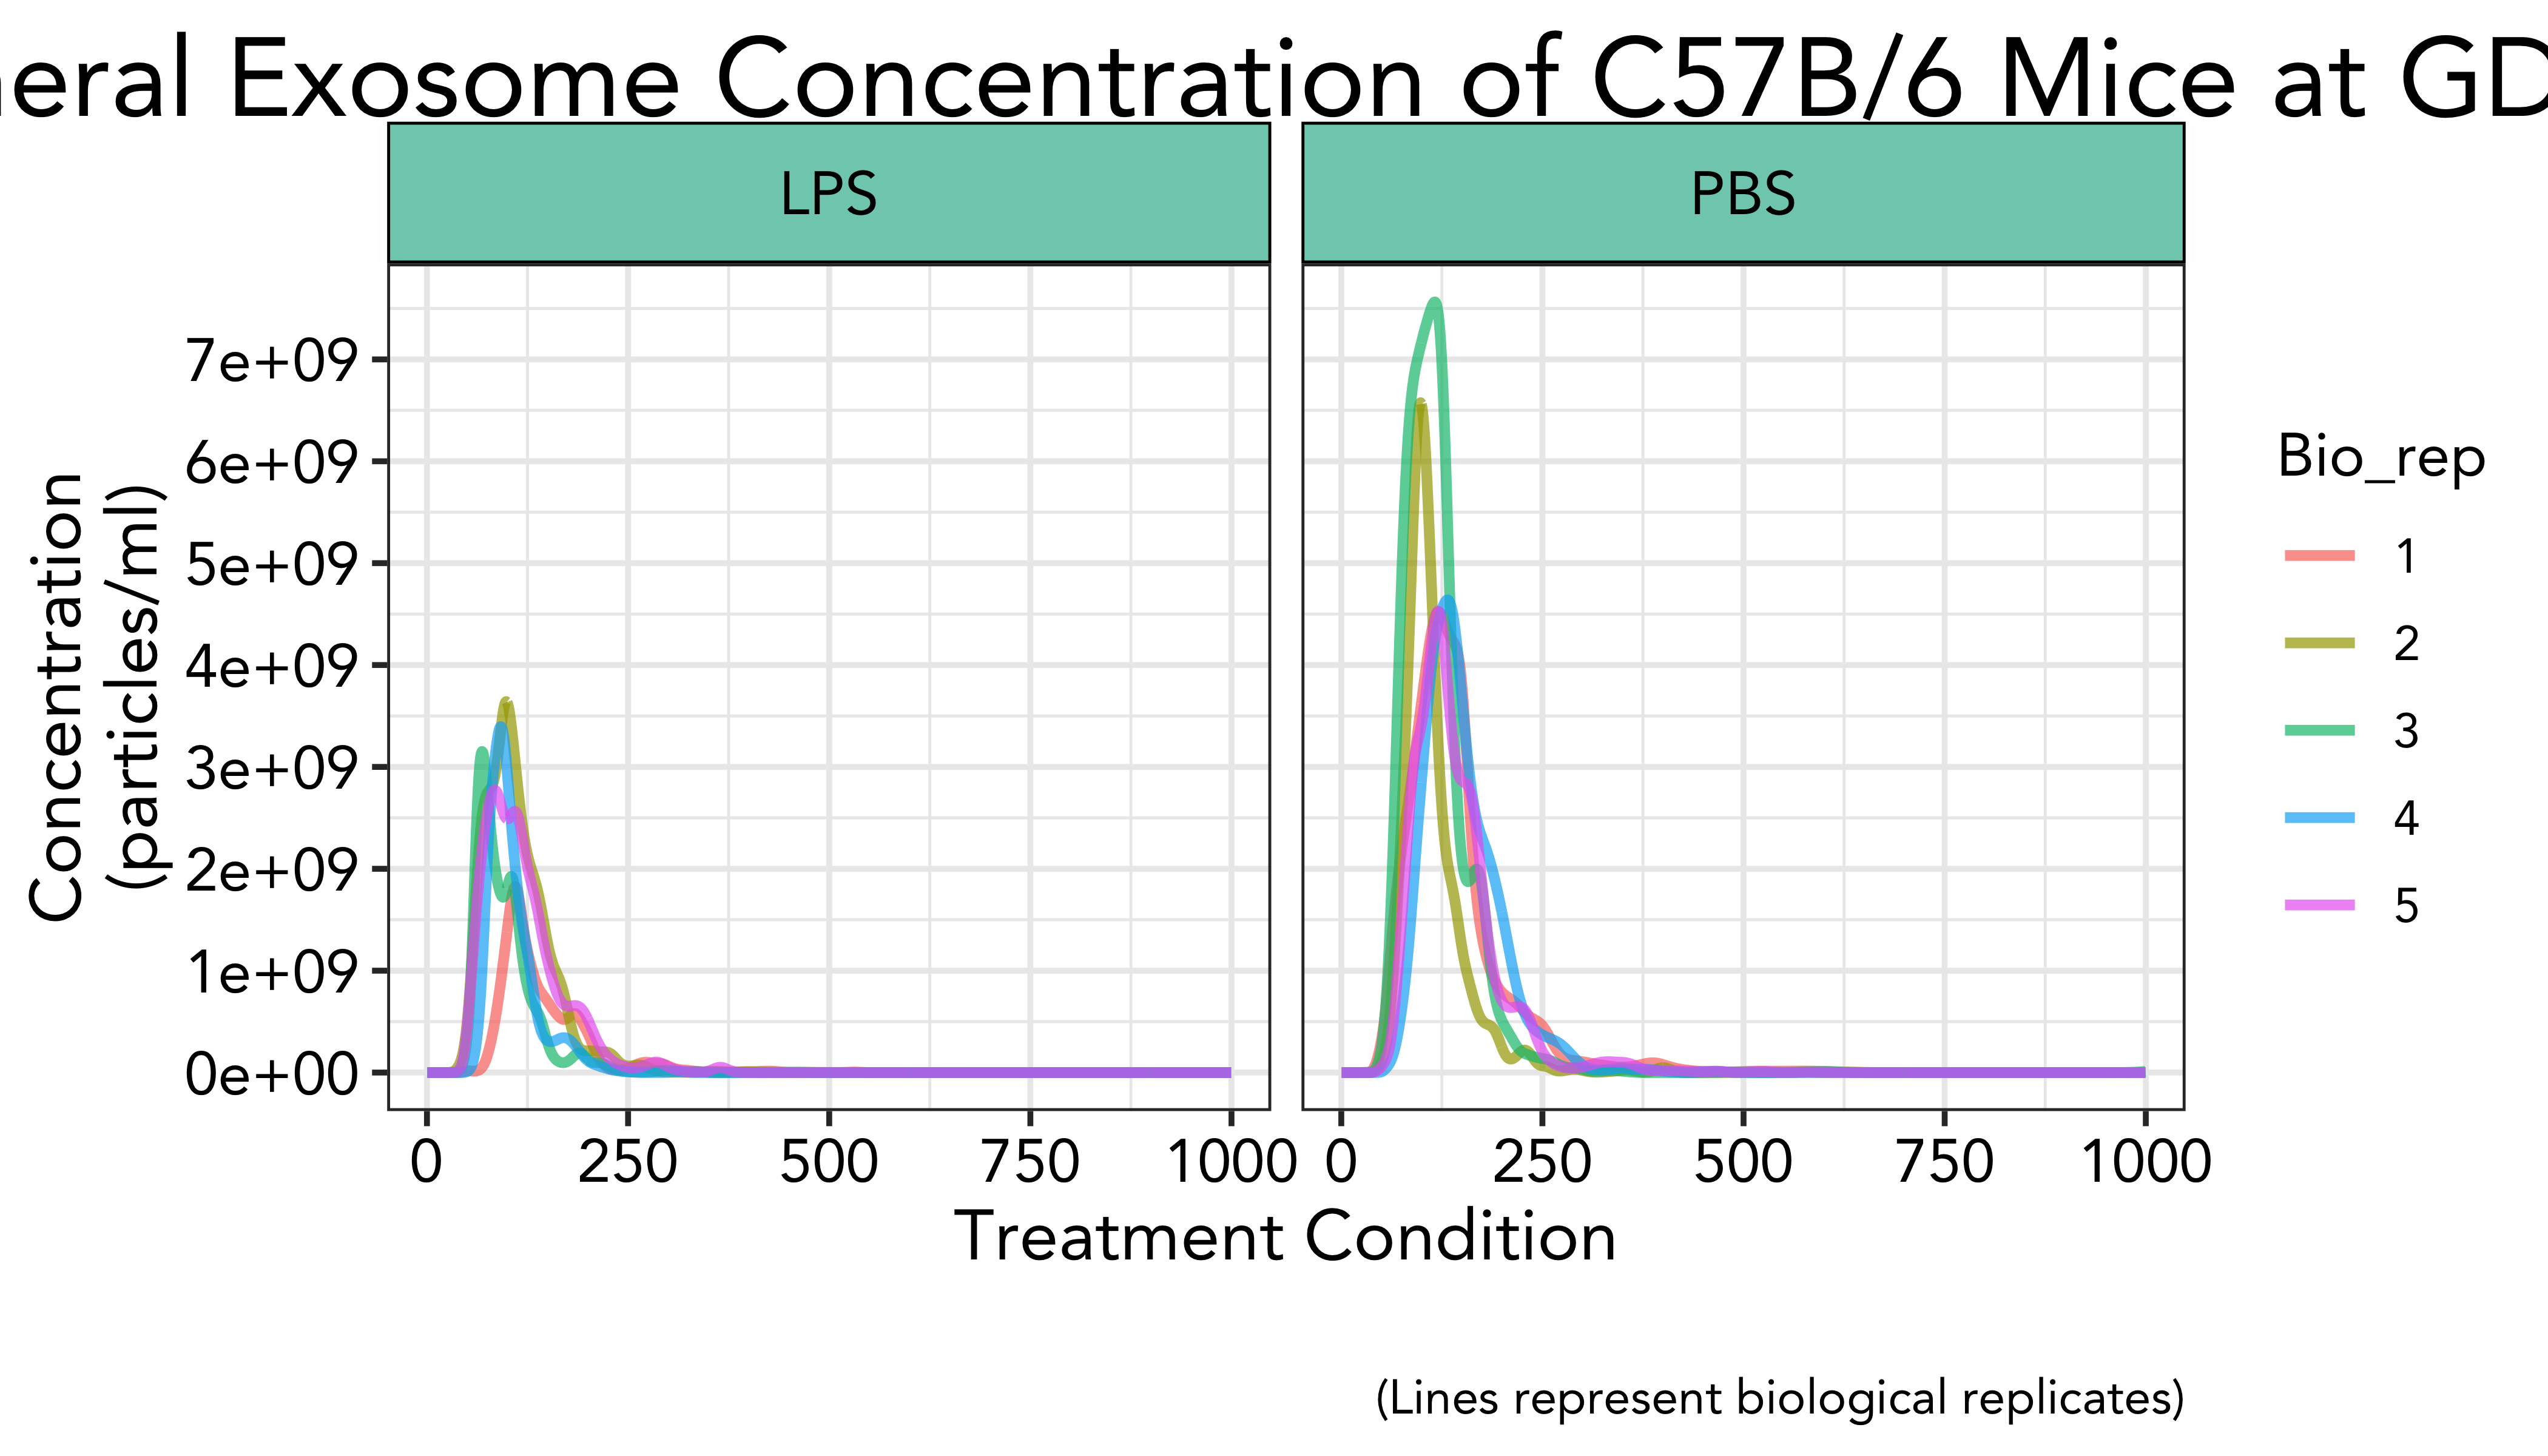 Exosome Concentration of C57B/6 Mice at
LPS
PBS
Concentration
(particles/ml)
7e+09
6e+09
5e+09
4e+09
3e+09
2e+09
1e+09
0e+00
0 250 500 750 1000
0 250 500 750 1000
Treatment Condition
Bio_rep
1
2
3
4
5
(Lines represent biological replicates)